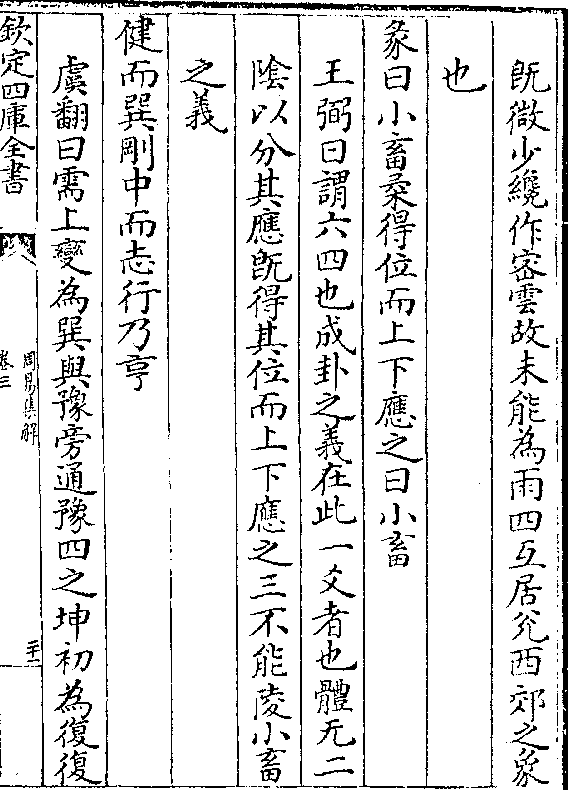 既微少纔作宻雲故未能為雨四互居兊西郊之象
也
彖曰小畜柔得位而上下應之曰小畜
王弼曰謂六四也成卦之義在此一爻者也體无二
隂以分其應旣得其位而上下應之三不能陵小畜
之義
健而巽剛中而志行乃亨
虞翻曰需上變為巽與豫旁通豫四之坤初為復復
欽定四庫全書
周易集解
卷三
二十一